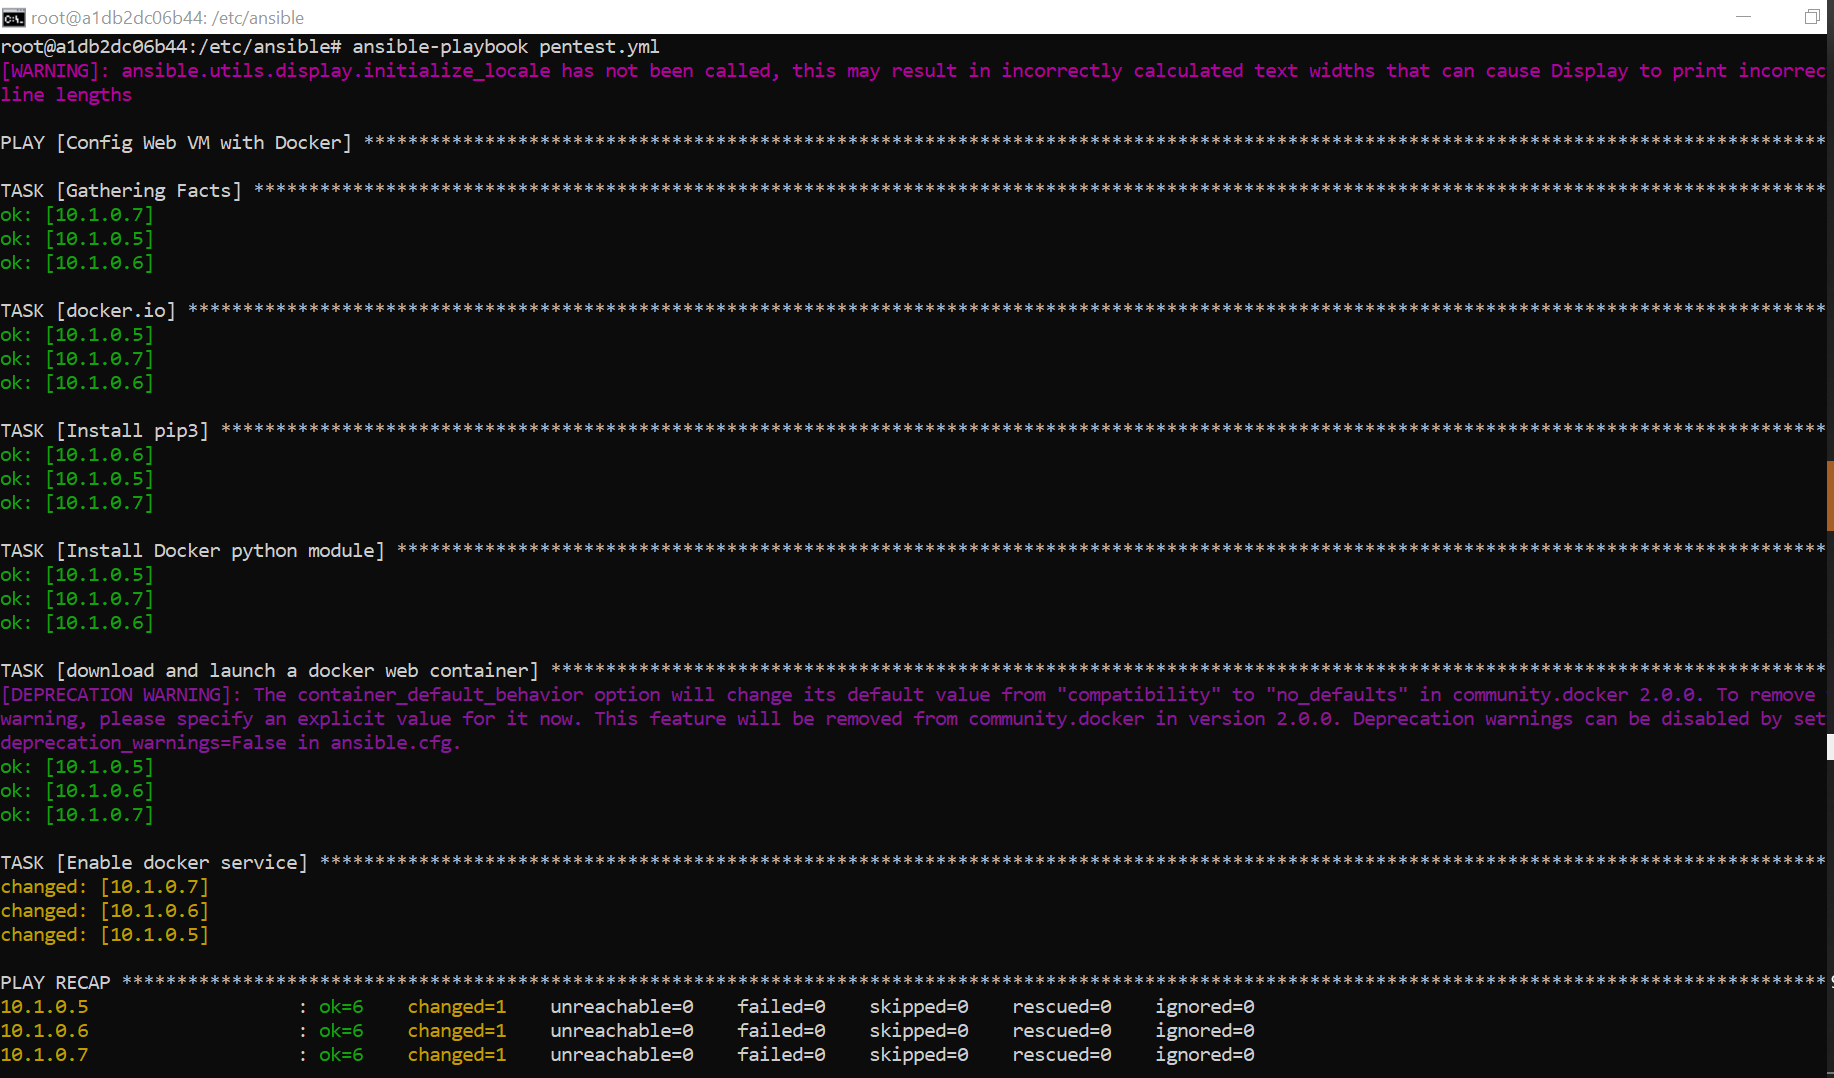 root@a1db2dc06b44: /etc/ansible
root@a1db2dc06b44:/etc/ansible# ansible-playbook pentest.yml
[WARNING]: ansible.utils.display.initialize_locale has not been called, this may result in incorrectly calculated text widths that can cause Display to print incorrec
line lengths
PLAY [Config Web VM with Docker] *************************************************************************************************************************************
TASK [Gathering Facts] ***********************************************************************************************************************************************
ok: [10.1.0.7]
ok: [10.1.0.5]
ok: [10.1.0.6]
TASK [docker.io] *****************************************************************************************************************************************************
ok: [10.1.0.5]
ok: [10.1.0.7]
ok: [10.1.0.6]
TASK [Install pip3] **************************************************************************************************************************************************
ok: [10.1.0.6]
ok: [10.1.0.5]
ok: [10.1.0.7]
TASK [Install Docker python module] **********************************************************************************************************************************
ok: [10.1.0.5]
ok: [10.1.0.7]
ok: [10.1.0.6]
TASK [download and launch a docker web container] ********************************************************************************************************************
[DEPRECATION WARNING]: The container_default_behavior option will change its default value from "compatibility" to "no_defaults" in community.docker 2.0.0. To remove
warning, please specify an explicit value for it now. This feature will be removed from community.docker in version 2.0.0. Deprecation warnings can be disabled by set
deprecation_warnings=False in ansible.cfg.
ok: [10.1.0.5]
ok: [10.1.0.6]
ok: [10.1.0.7]
TASK [Enable docker service] *****************************************************************************************************************************************
changed: [10.1.0.7]
changed: [10.1.0.6]
changed: [10.1.0.5]
PLAY RECAP ***********************************************************************************************************************************************************
10.1.0.5 : ok=6 changed=1 unreachable=0 failed=0 skipped=0 rescued=0 ignored=0
10.1.0.6 : ok=6 changed=1 unreachable=0 failed=0 skipped=0 rescued=0 ignored=0
10.1.0.7 : ok=6 changed=1 unreachable=0 failed=0 skipped=0 rescued=0 ignored=0